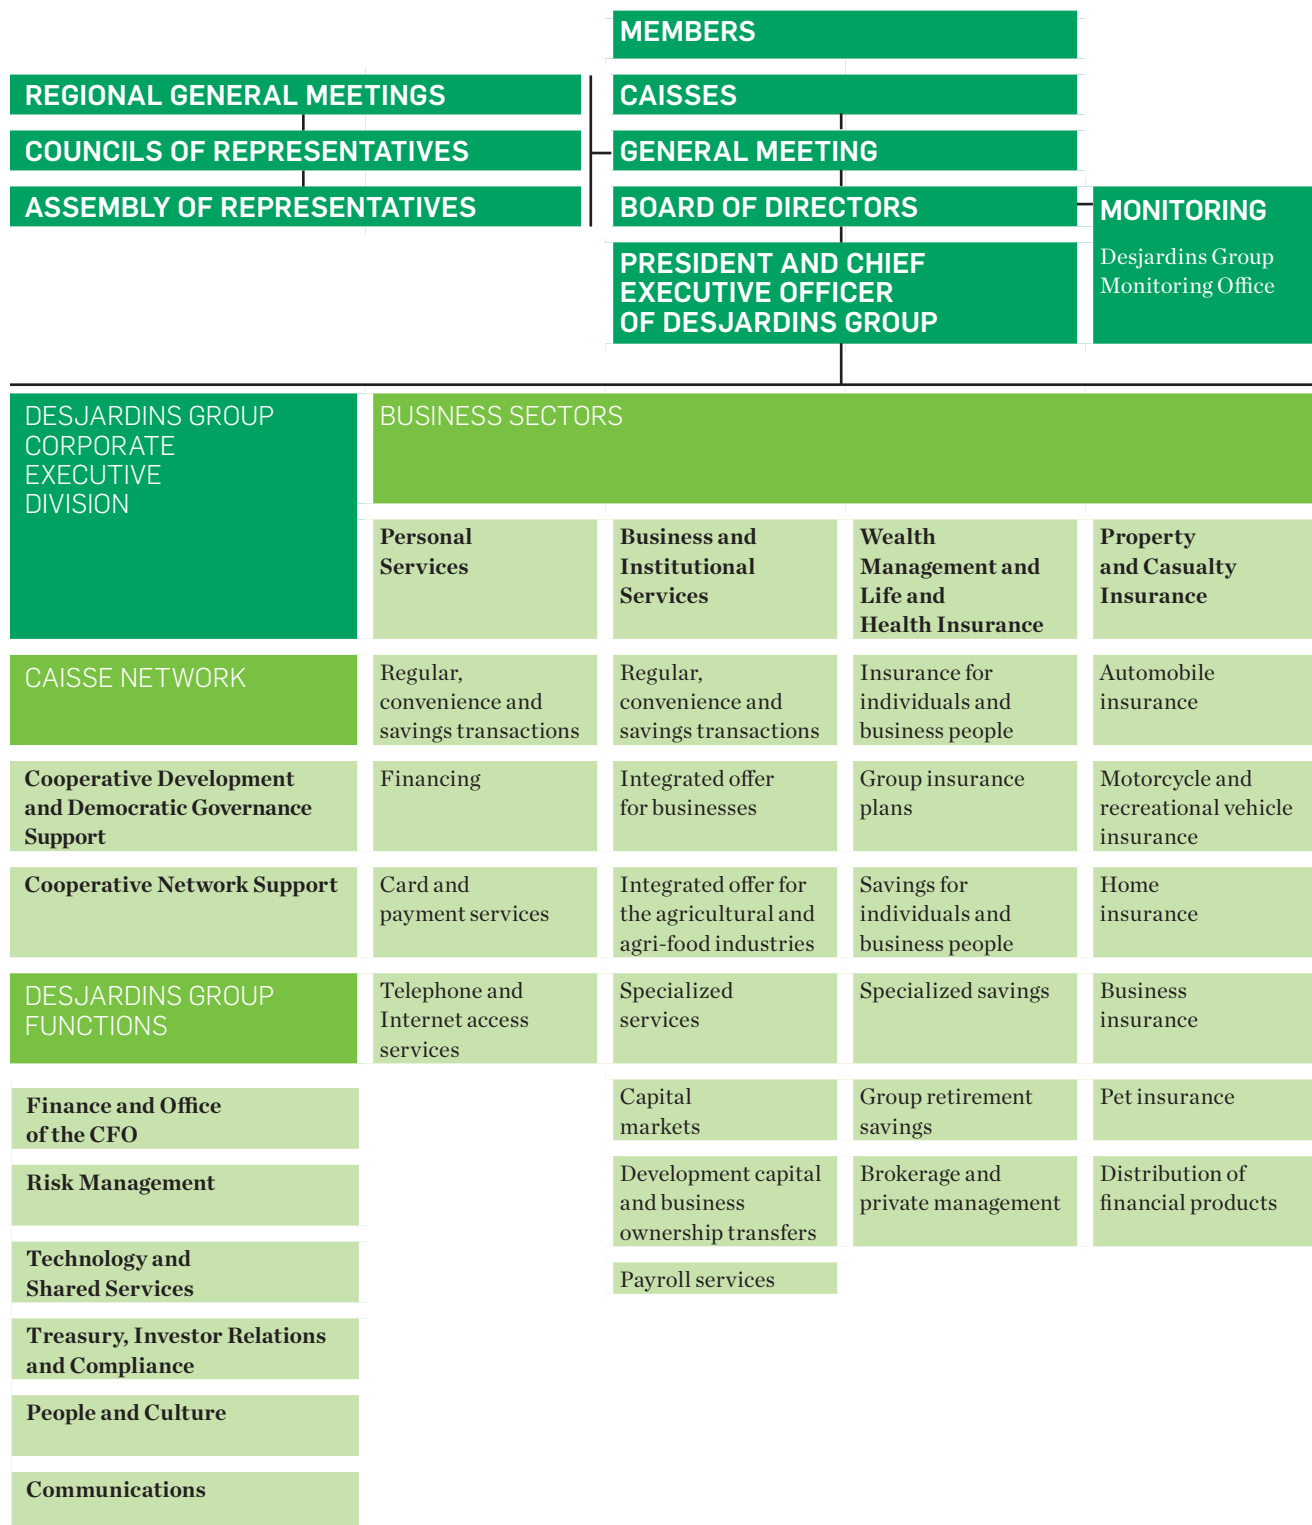 MEMBERS
REGIONAL GENERAL MEETINGS
COUNCILS OF REPRESENTATIVES
ASSEMBLY OF REPRESENTATIVES
CAISSES
GENERAL MEETING
BOARD OF DIRECTORS
PRESIDENT AND CHIEF
EXECUTIVE OFFICER
OF DESJARDINS GROUP
MONITORING
Desjardins Group
Monitoring Office
DESJARDINS GROUP
CORPORATE
EXECUTIVE
DIVISION
BUSINESS SECTORS
Personal
Services
Business and
Institutional
Services
Wealth
Management and
Life and
Health Insurance
Property
and Casualty
Insurance
CAISSE NETWORK
Regular,
convenience and
savings transactions
Regular,
convenience and
savings transactions
Insurance for
individuals and
business people
Automobile
insurance
Cooperative Development
and Democratic Governance
Support
Financing
Integrated offer
for businesses
Group insurance
plans
Motorcycle and
recreational vehicle
insurance
Cooperative Network Support
Card and
payment services
Integrated offer for
the agricultural and
agri-food industries
Savings for
individuals and
business people
Home
insurance
DESJARDINS GROUP
FUNCTIONS
Telephone and
Internet access
services
Specialized
services
Specialized savings
Business
insurance
Finance and Office
of the CFO
Capital
markets
Group retirement
savings
Pet insurance
Risk Management
Development capital
and business
ownership transfers
Brokerage and
private management
Distribution of
financial products
Technology and
Shared Services
Payroll services
Treasury, Investor Relations
and Compliance
People and Culture
Communications